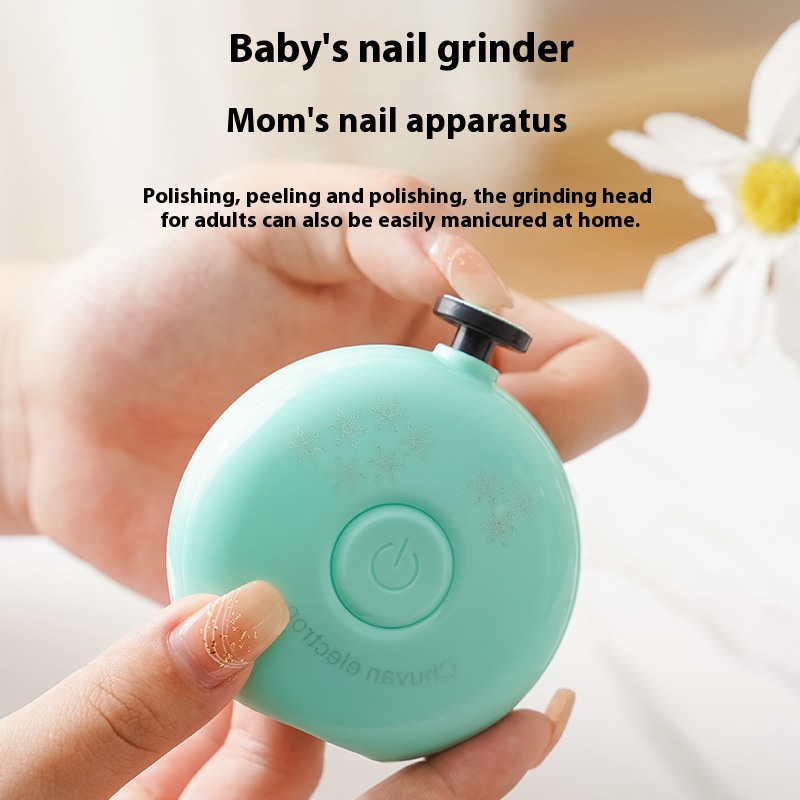 Baby's nail grinder
Mom's nail apparatus
Polishing, peeling and polishing, the grinding head
for adults can also be easily manicured at home.
Chuvan electron